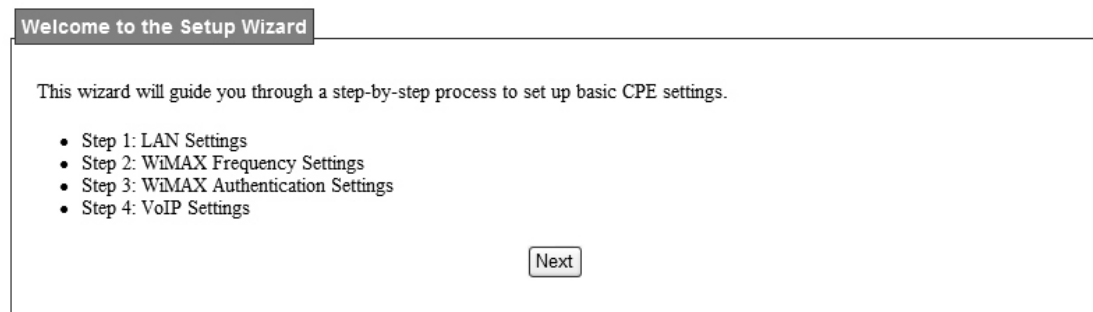 Welcome to the Setup Wizard
This wizard will guide you through a step-by-step process to set up basic CPE settings.
• Step 1: LAN Settings
• Step 2: WiMAX Frequency Settings
• Step 3: WiMAX Authentication Settings
• Step 4: VoIP Settings
Next